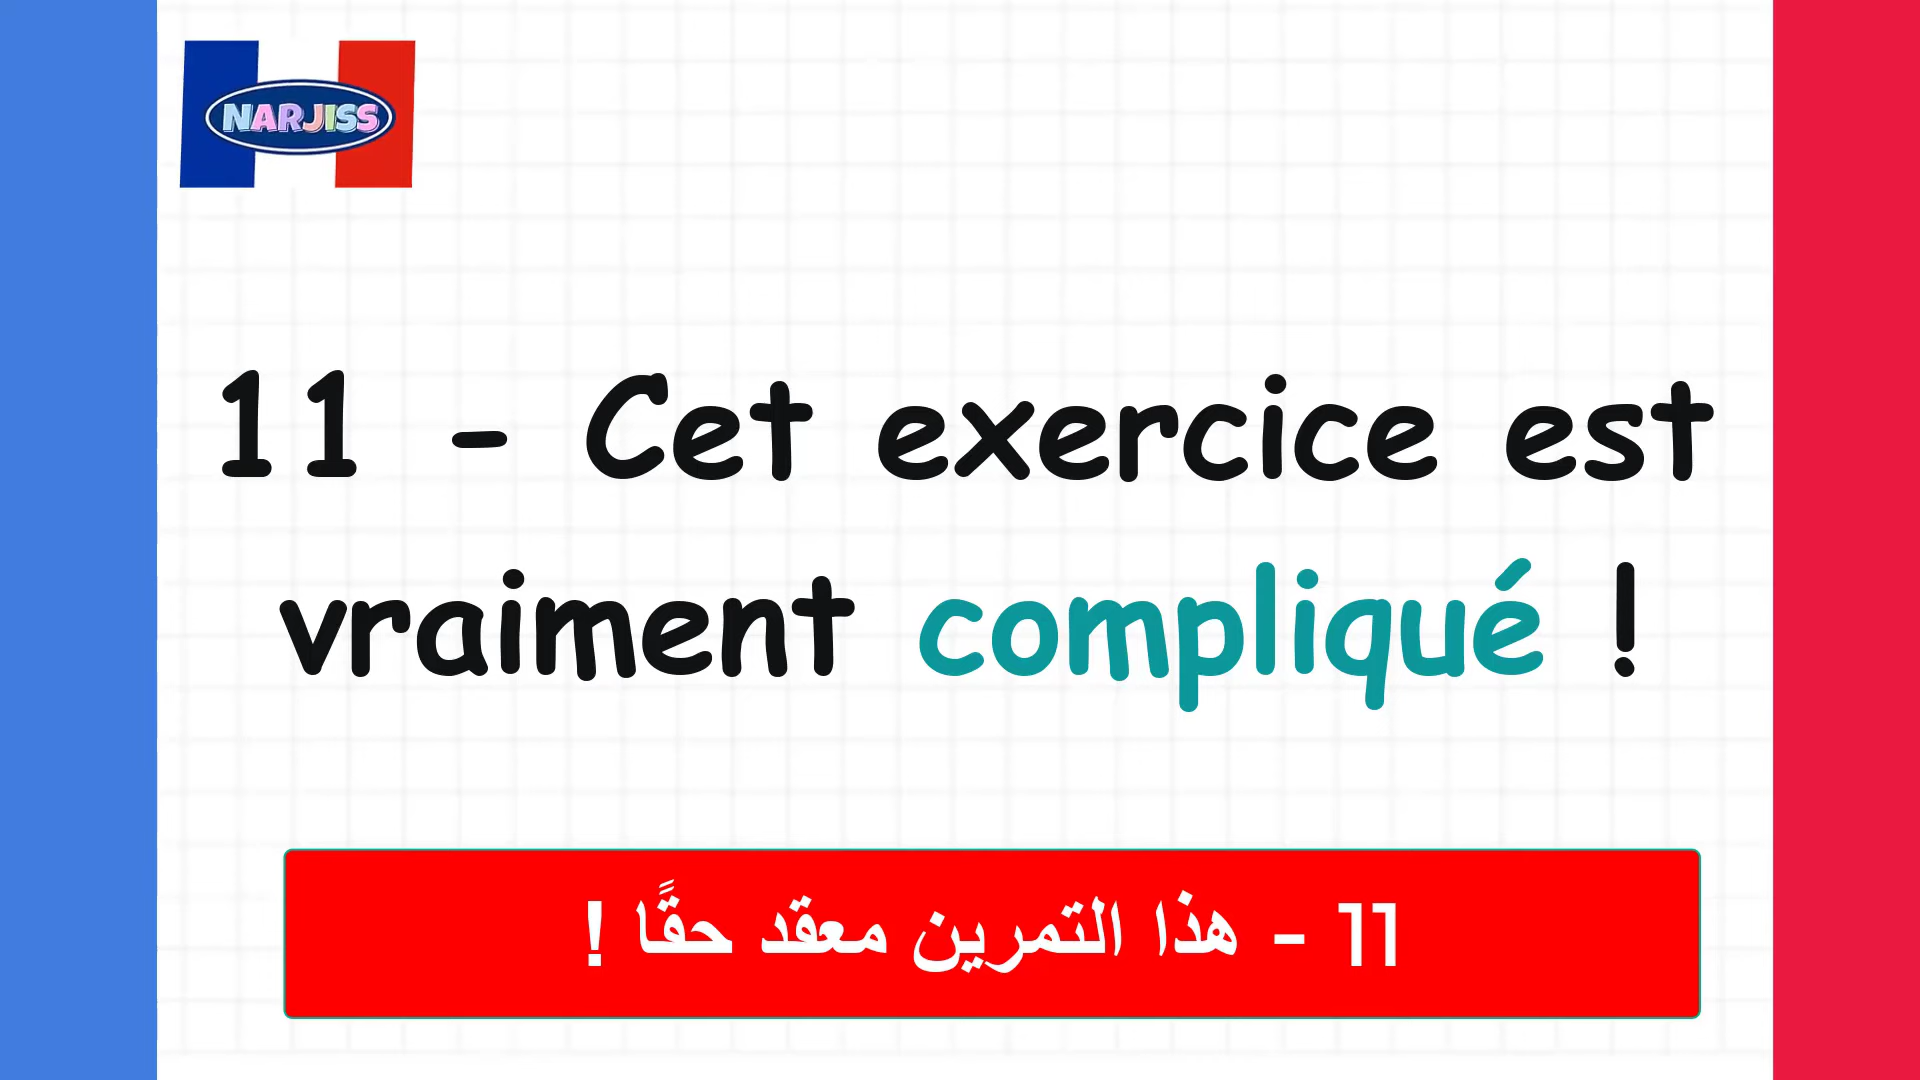 NARJISS
11 - Cet exercice est
vraiment compliqué !
11 - هذا التمرين معقد حقًا !